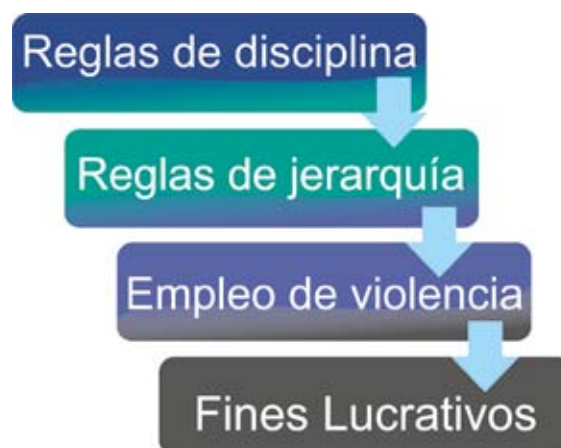 Reglas de disciplina
Reglas de jerarquía
Empleo de violencia
Fines Lucrativos